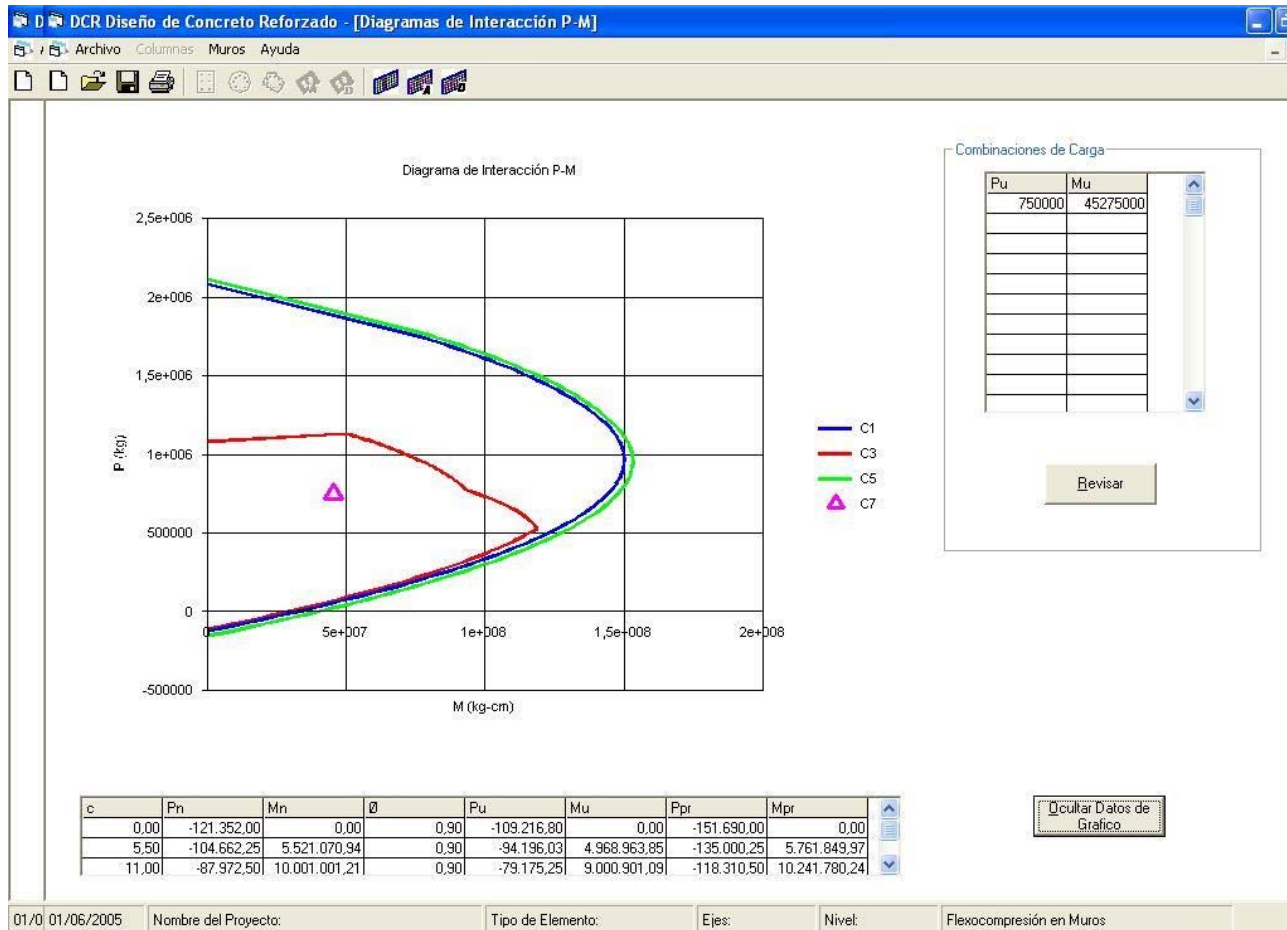 DCR Diseño de Concreto Reforzado - [Diagramas de Interacción P-M]
Archivo Columnas Muros Ayuda
Diagrama de Interacción P-M
2,5e+006
2e+006
1,5e+006
1e+006
500000
0
-500000
P (kg)
0 5e+007 1e+008 1,5e+008 2e+008
M (kg-cm)
C1
C3
C5
C7
Combinaciones de Carga
Pu Mu
750000 45275000
Revisar
c Pn Mn Ø Pu Mu Ppr Mpr
0,00 -121.352,00 0,00 0,90 -109.216,80 0,00 -151.690,00 0,00
5,50 -104.662,25 5.521.070,94 0,90 -94.196,03 4.968.963,85 -135.000,25 5.761.849,97
11,00 -87.972,50 10.001.001,21 0,90 -79.175,25 9.000.901,09 -118.310,50 10.241.780,24
Ocultar Datos de
Grafico
01/0 01/06/2005 Nombre del Proyecto: Tipo de Elemento: Ejes: Nivel: Flexocompresión en Muros